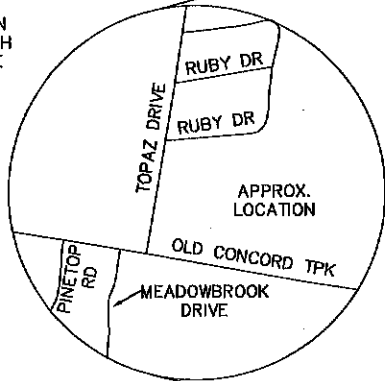 RUBY DR
RUBY DR
TOPAZ DRIVE
APPROX.
LOCATION
OLD CONCORD TPK
PINETOP
RD
MEADOWBROOK
DRIVE